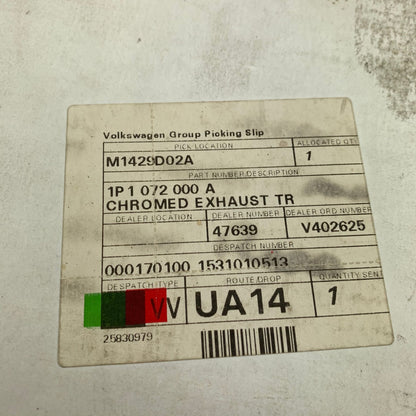 Volkswagen Group Picking Slip
PICK LOCATION ALLOCATED QTY
M1429D02A 1
PART NUMBER/DESCRIPTION
1P1 072 000 A
CHROMED EXHAUST TR
DEALER LOCATION DEALER NUMBER DEALER ORD NUMBER
47639 V402625
DESPATCH NUMBER
000170100 1531010513
DESPATCH TYPE ROUTE/DROP QUANTITY SENT
VV UA14 1
25830979